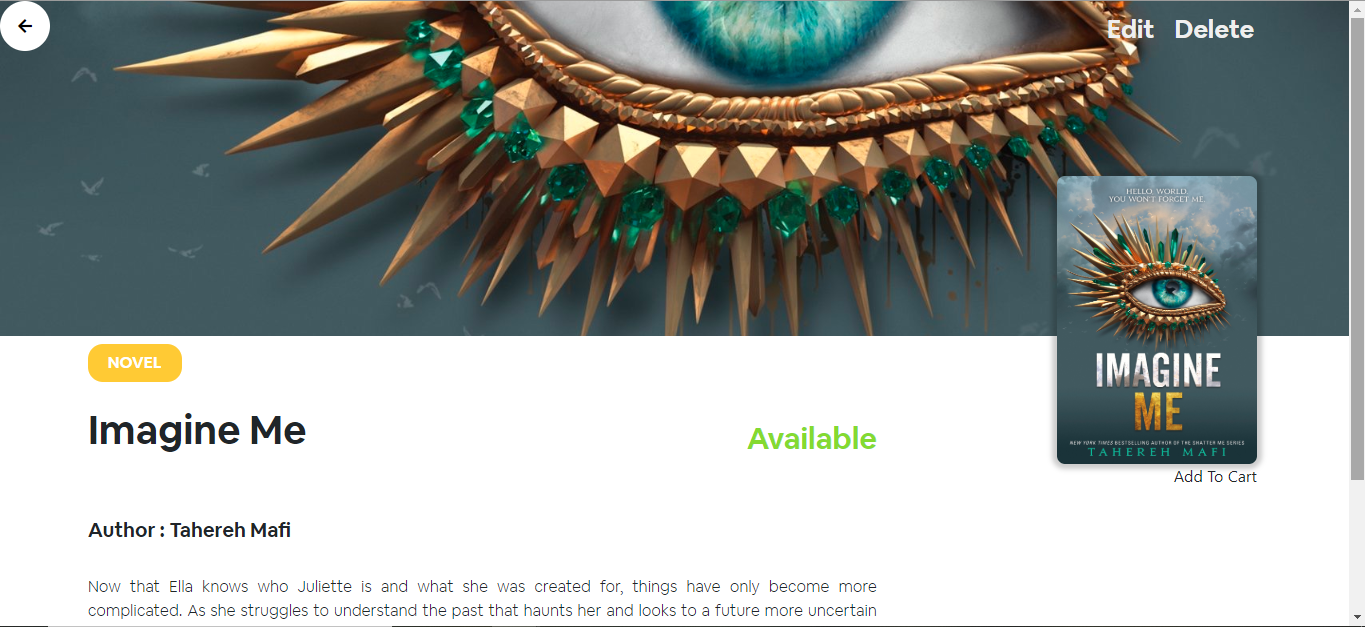 Edit Delete
HELLO, WORLD.
YOU WON'T FORGET ME.
NOVEL
IMAGINE
ME
Imagine Me
Available
NEW YORK TIMES BESTSELLING AUTHOR OF THE SHATTER ME SERIES
TAHEREH MAFI
Add To Cart
Author : Tahereh Mafi
Now that Ella knows who Juliette is and what she was created for, things have only become more
complicated. As she struggles to understand the past that haunts her and looks to a future more uncertain